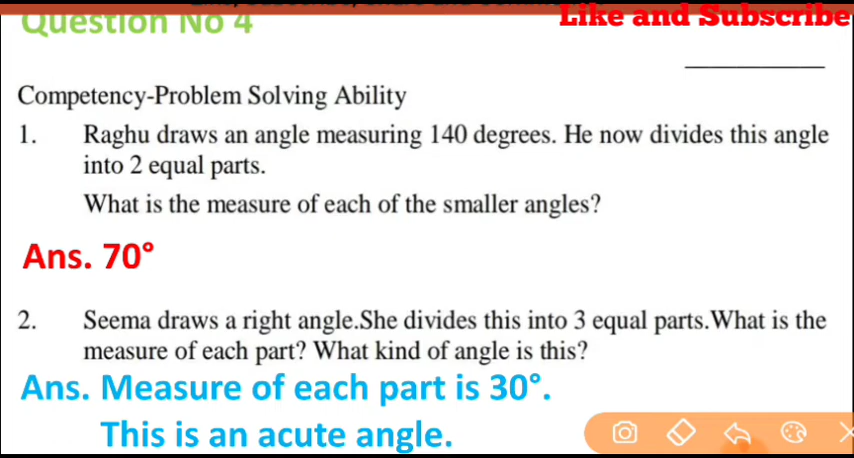 Question No 4
Like and Subscribe
Competency-Problem Solving Ability
1. Raghu draws an angle measuring 140 degrees. He now divides this angle
into 2 equal parts.
What is the measure of each of the smaller angles?
Ans. 70°
2. Seema draws a right angle.She divides this into 3 equal parts.What is the
measure of each part? What kind of angle is this?
Ans. Measure of each part is 30°.
This is an acute angle.